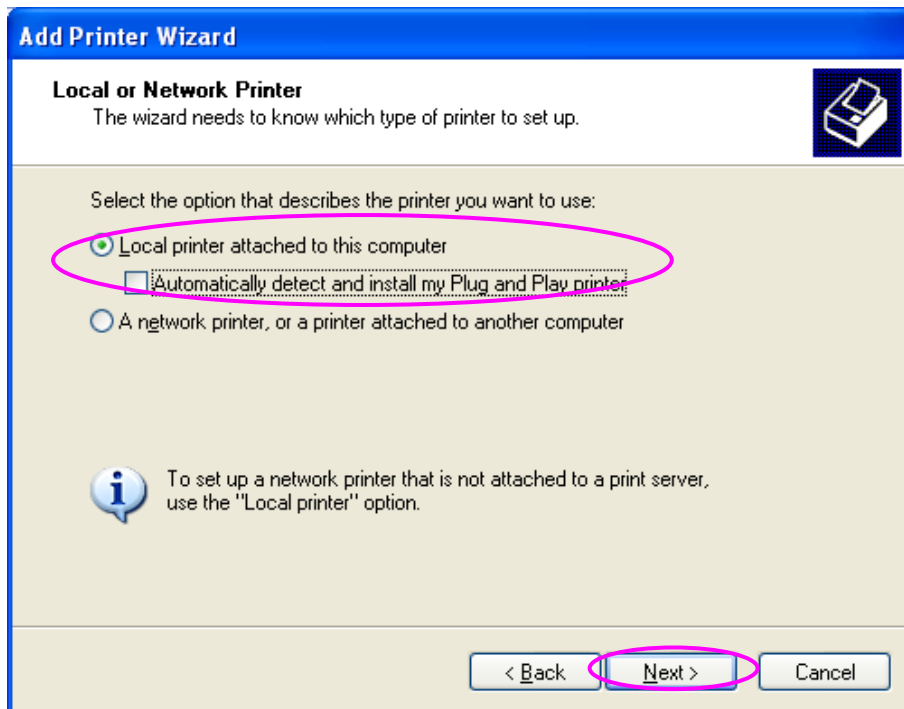 Add Printer Wizard
Local or Network Printer
The wizard needs to know which type of printer to set up.
Select the option that describes the printer you want to use:
Local printer attached to this computer
Automatically detect and install my Plug and Play printer
A network printer, or a printer attached to another computer
To set up a network printer that is not attached to a print server,
use the "Local printer" option.
< Back
Next >
Cancel